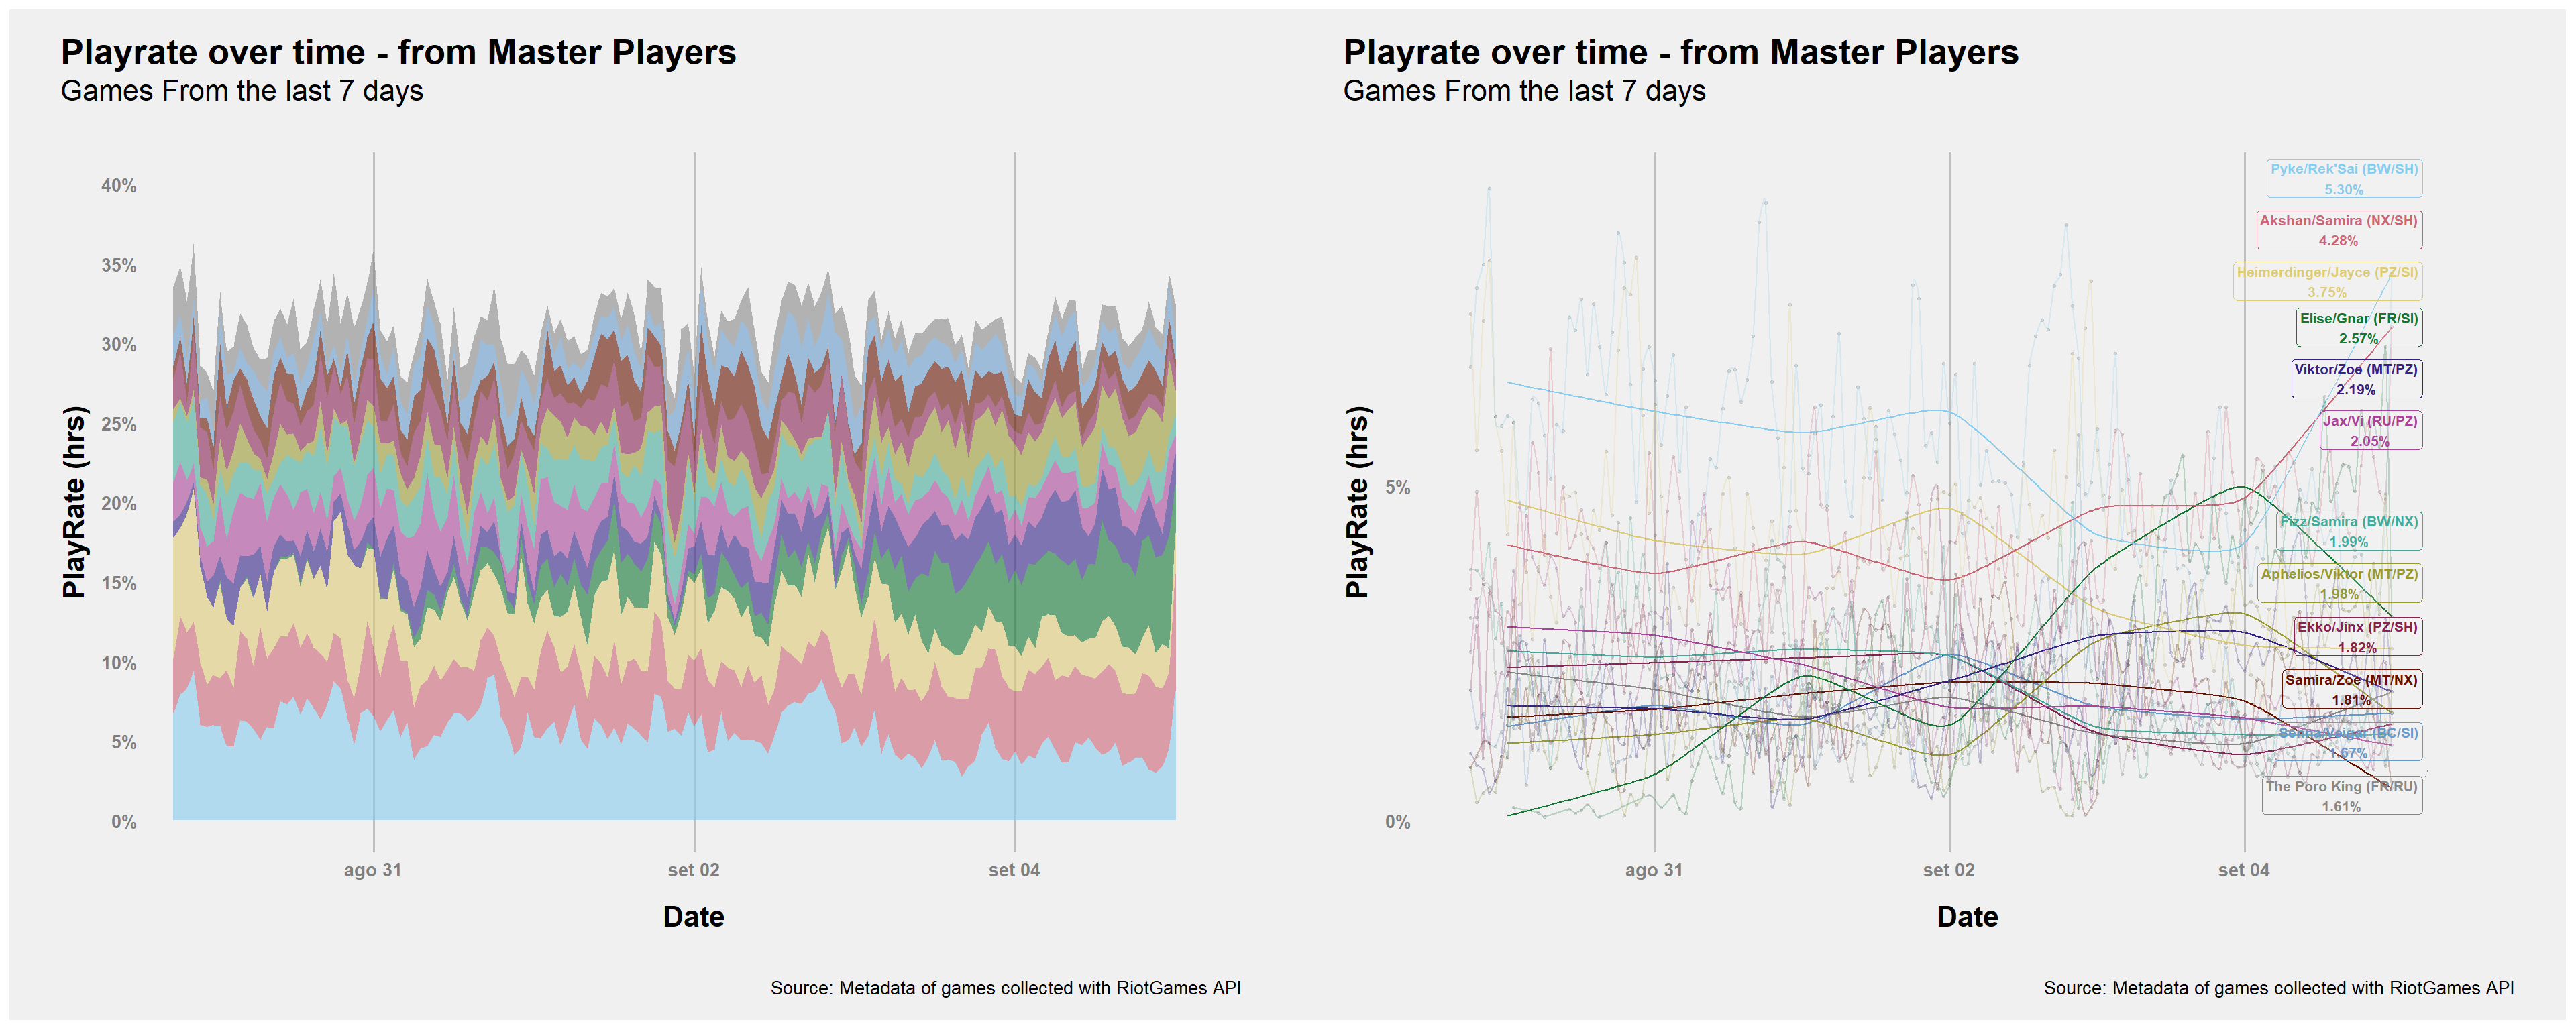 Playrate over time - from Master Players
Games From the last 7 days
40%
35%
30%
25%
20%
15%
10%
5%
0%
PlayRate (hrs)
ago 31
set 02
set 04
Date
Source: Metadata of games collected with RiotGames API
Playrate over time - from Master Players
Games From the last 7 days
5%
0%
PlayRate (hrs)
ago 31
set 02
set 04
Date
Pyke/Rek'Sai (BW/SH)
5.30%
Akshan/Samira (NX/SH)
4.28%
Heimerdinger/Jayce (PZ/SI)
3.75%
Elise/Gnar (FR/SI)
2.57%
Viktor/Zoe (MT/PZ)
2.19%
Jax/Vi (RU/PZ)
2.05%
Fizz/Samira (BW/NX)
1.99%
Aphelios/Viktor (MT/PZ)
1.98%
Ekko/Jinx (PZ/SH)
1.82%
Samira/Zoe (MT/NX)
1.81%
Senna/Veigar (BC/SI)
1.67%
The Poro King (FR/RU)
1.61%
Source: Metadata of games collected with RiotGames API